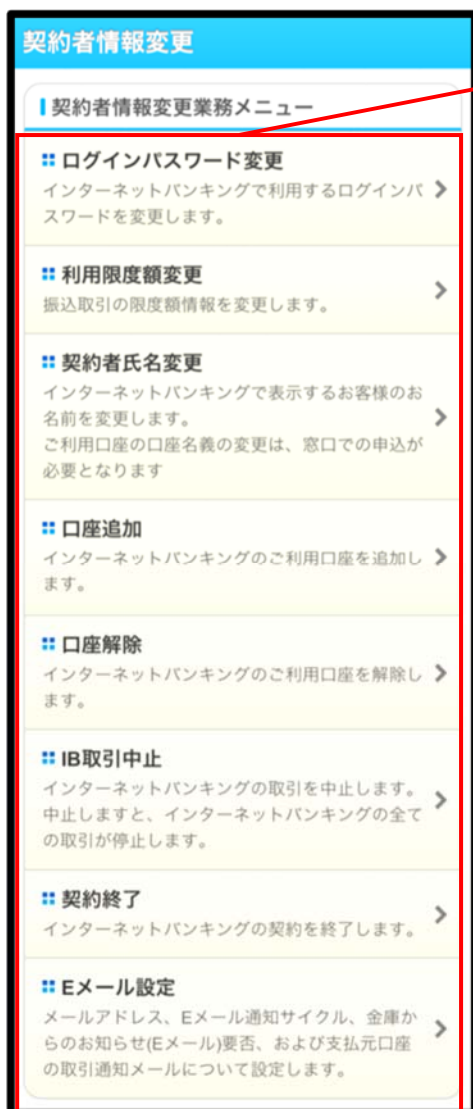 契約者情報変更
契約者情報変更業務メニュー
ログインパスワード変更
インターネットバンキングで利用するログインパ
スワードを変更します。
利用限度額変更
振込取引の限度額情報を変更します。
契約者氏名変更
インターネットバンキングで表示するお客様のお
名前を変更します。
ご利用口座の口座名義の変更は、窓口での申込が
必要となります
口座追加
インターネットバンキングのご利用口座を追加し
ます。
口座解除
インターネットバンキングのご利用口座を解除し
ます。
IB取引中止
インターネットバンキングの取引を中止します。
中止しますと、インターネットバンキングの全て
の取引が停止します。
契約終了
インターネットバンキングの契約を終了します。
Eメール設定
メールアドレス、Eメール通知サイクル、金庫か
らのお知らせ(Eメール)要否、および支払元口座
の取引通知メールについて設定します。